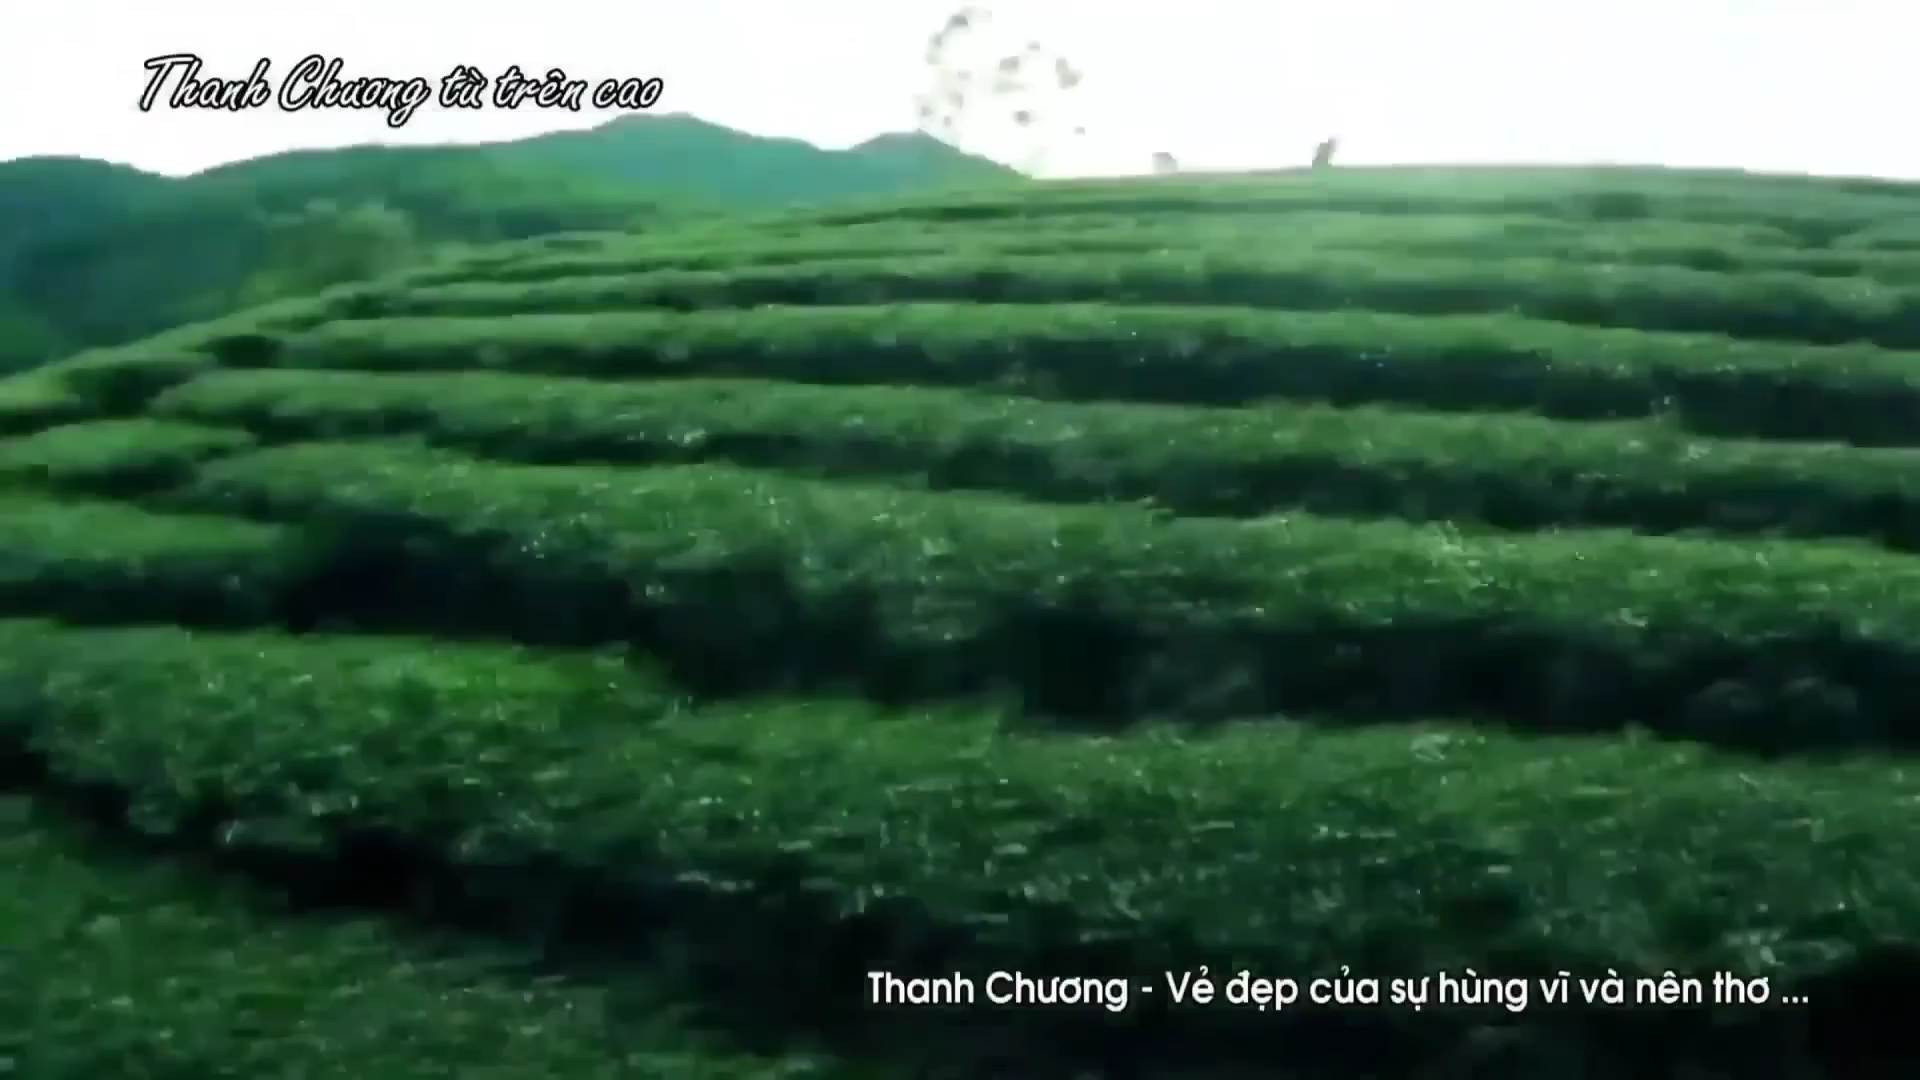 Thanh Chương từ trên cao
Thanh Chương - Vẻ đẹp của sự hùng vĩ và nên thơ ...